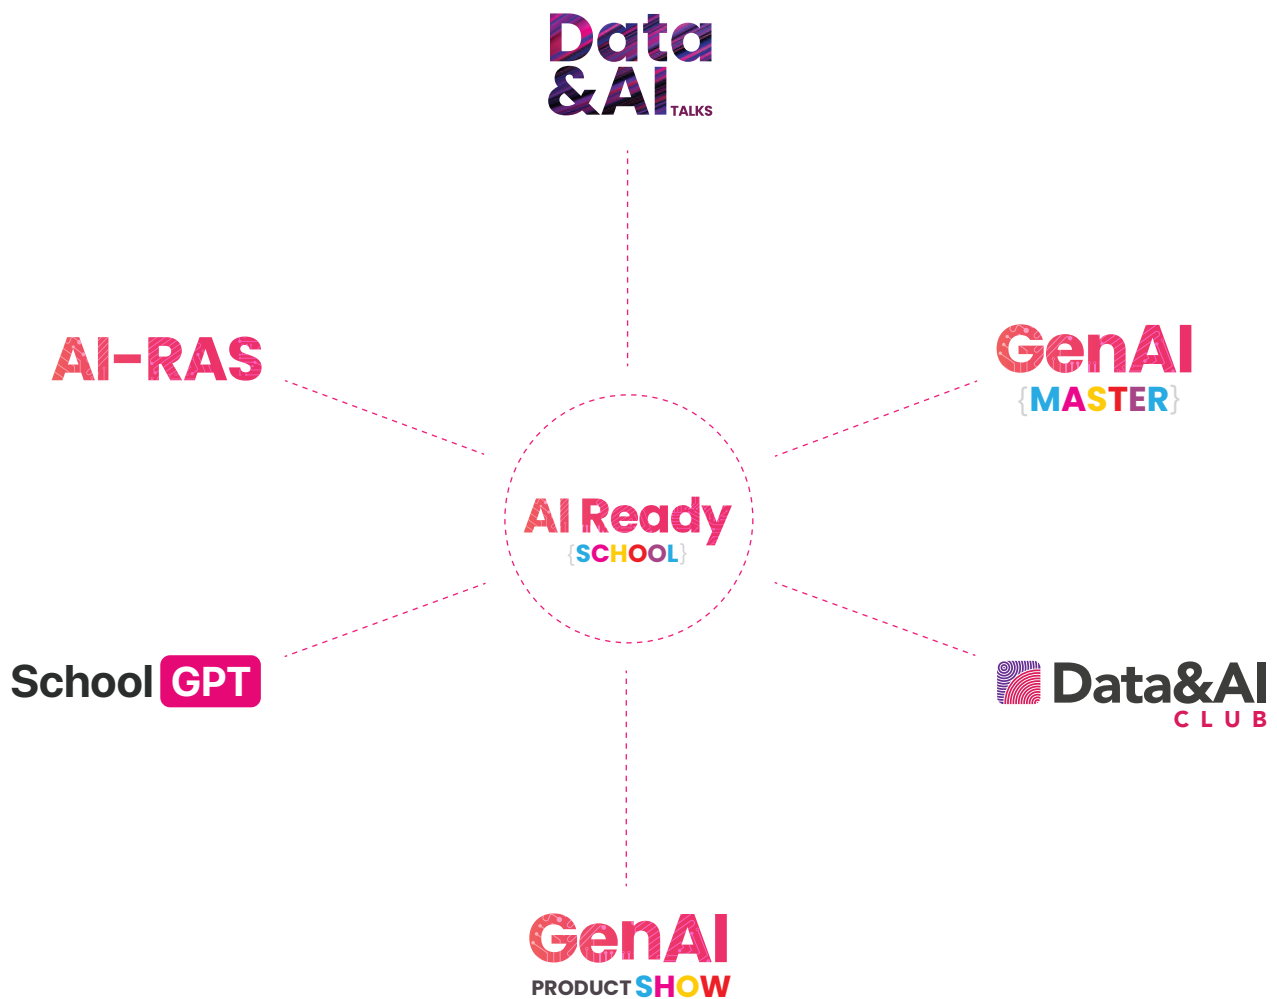 Data
&AI TALKS
AI-RAS
GenAI
{MASTER}
AI Ready
{SCHOOL}
School GPT
Data&AI
CLUB
GenAI
PRODUCT SHOW